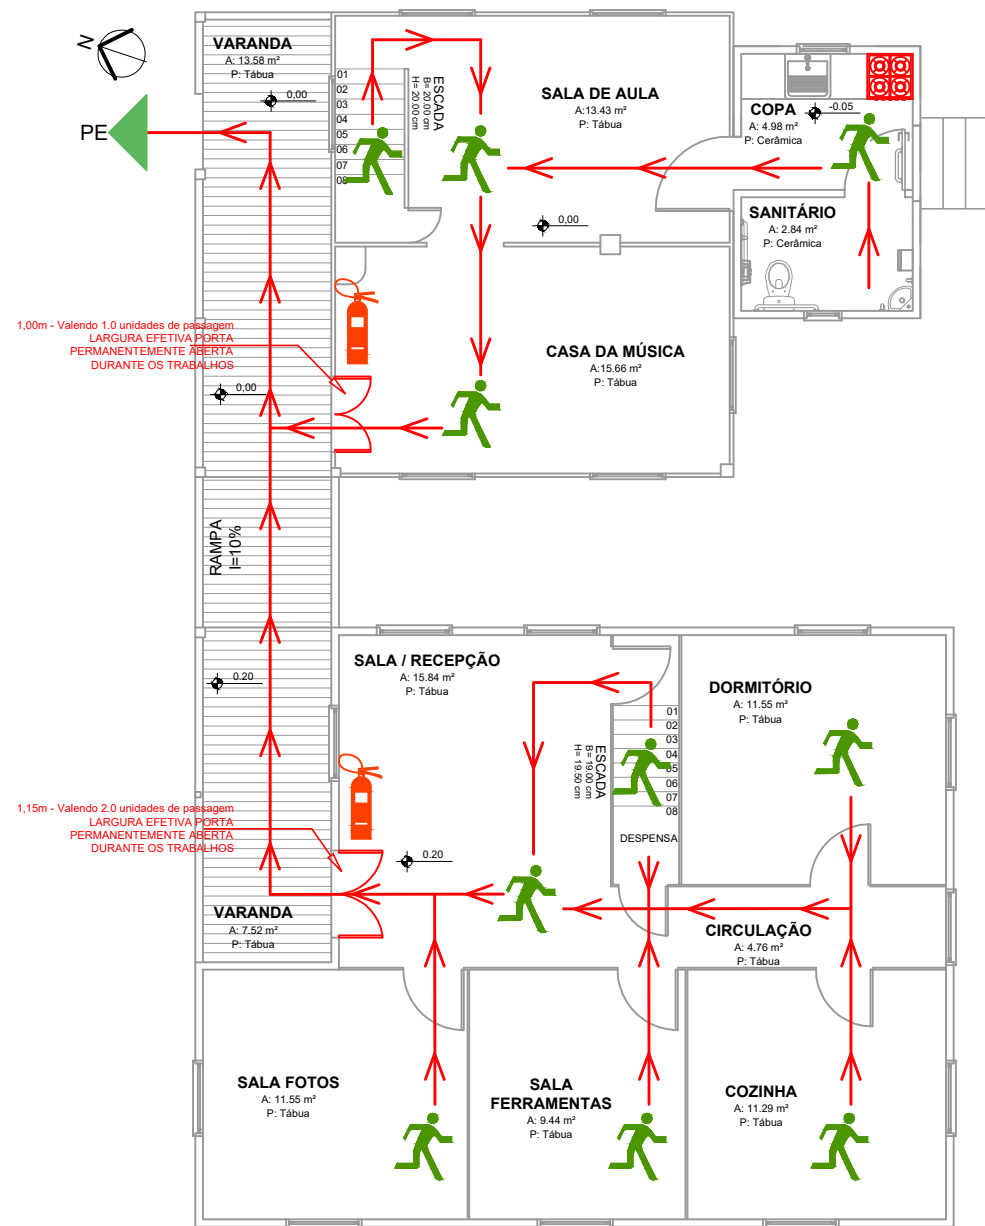 N
VARANDA
A: 13.58 m²
P: Tábua
0,00
PE
01
02
03
04
05
06
07
08
ESCADA
B= 20.00 cm
H= 20.00 cm
SALA DE AULA
A:13.43 m²
P: Tábua
0,00
COPA
-0.05
A: 4.98 m²
P: Cerâmica
SANITÁRIO
A: 2.84 m²
P: Cerâmica
1,00m - Valendo 1.0 unidades de passagem
LARGURA EFETIVA PORTA
PERMANENTEMENTE ABERTA
DURANTE OS TRABALHOS
0,00
CASA DA MÚSICA
A:15.66 m²
P: Tábua
RAMPA
I=10%
0.20
SALA / RECEPÇÃO
A: 15.84 m²
P: Tábua
ESCADA
B= 19.00 cm
H= 19.50 cm
01
02
03
04
05
06
07
08
DESPENSA
DORMITÓRIO
A: 11.55 m²
P: Tábua
1,15m - Valendo 2.0 unidades de passagem
LARGURA EFETIVA PORTA
PERMANENTEMENTE ABERTA
DURANTE OS TRABALHOS
0.20
VARANDA
A: 7.52 m²
P: Tábua
CIRCULAÇÃO
A: 4.76 m²
P: Tábua
SALA FOTOS
A: 11.55 m²
P: Tábua
SALA
FERRAMENTAS
A: 9.44 m²
P: Tábua
COZINHA
A: 11.29 m²
P: Tábua